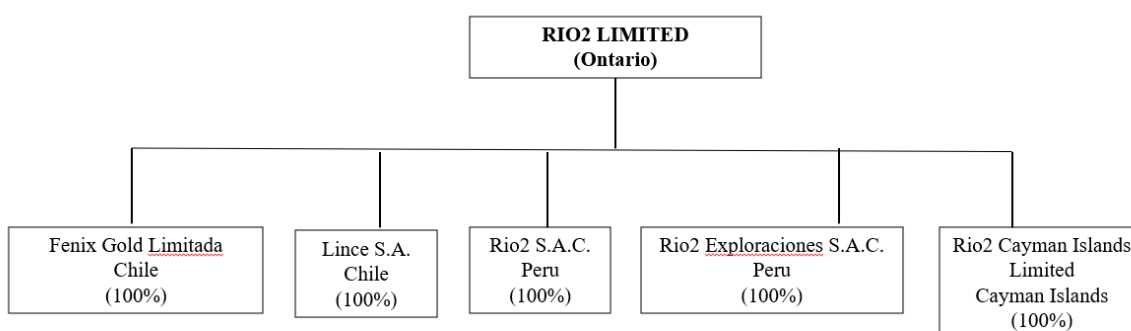 RIO2 LIMITED
(Ontario)
Fenix Gold Limitada
Chile
(100%)
Lince S.A.
Chile
(100%)
Rio2 S.A.C.
Peru
(100%)
Rio2 Exploraciones S.A.C.
Peru
(100%)
Rio2 Cayman Islands
Limited
Cayman Islands
(100%)